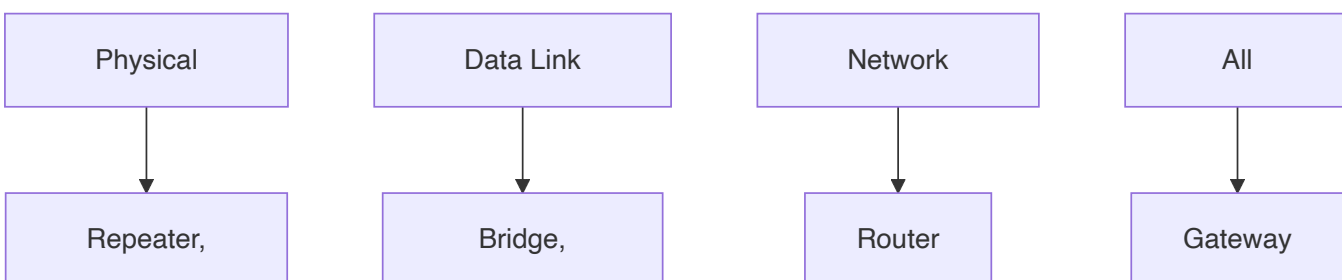 Physical
Data Link
Network
All
Repeater,
Bridge,
Router
Gateway